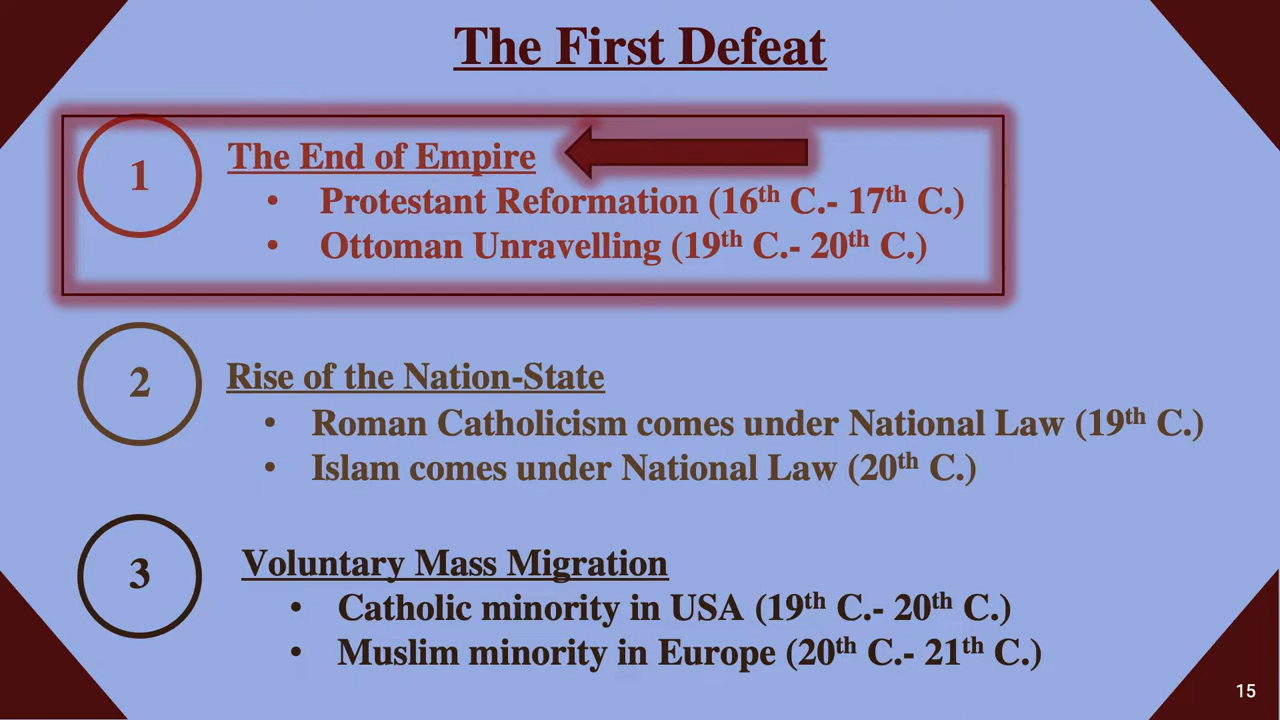 The First Defeat
1
The End of Empire
• Protestant Reformation (16th C.- 17th C.)
• Ottoman Unravelling (19th C.- 20th C.)
2
Rise of the Nation-State
• Roman Catholicism comes under National Law (19th C.)
• Islam comes under National Law (20th C.)
3
Voluntary Mass Migration
• Catholic minority in USA (19th C.- 20th C.)
• Muslim minority in Europe (20th C.- 21th C.)
15